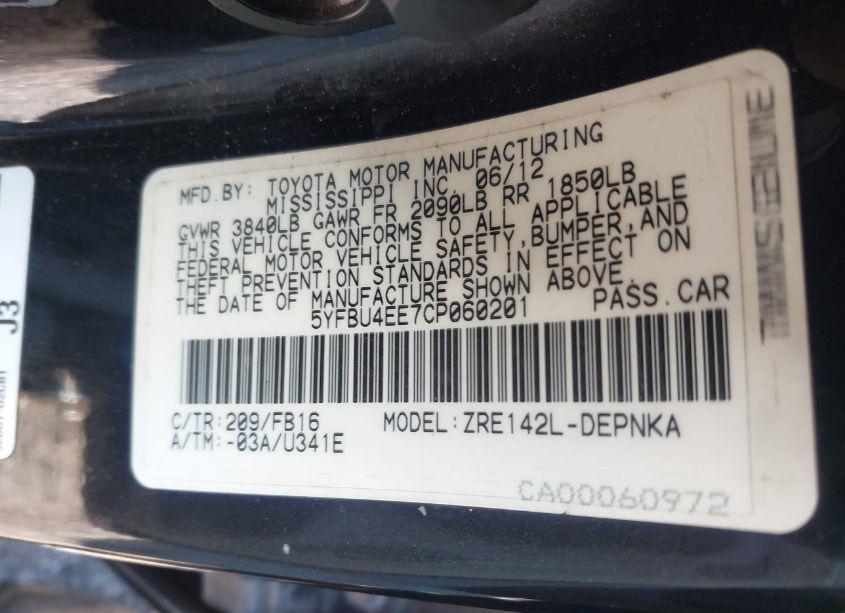 MFD.BY: TOYOTA MOTOR MANUFACTURING
MISSISSIPPI INC. 06/12
GVWR 3840LB GAWR FR 2090LB RR 1850LB
THIS VEHICLE CONFORMS TO ALL APPLICABLE
FEDERAL MOTOR VEHICLE SAFETY,BUMPER,AND
THEFT PREVENTION STANDARDS IN EFFECT ON
THE DATE OF MANUFACTURE SHOWN ABOVE.
5YFBU4EE7CP060201 PASS.CAR
C/TR:209/FB16 MODEL:ZRE142L-DEPNKA
A/TM:-03A/U341E
CA00060972
J3